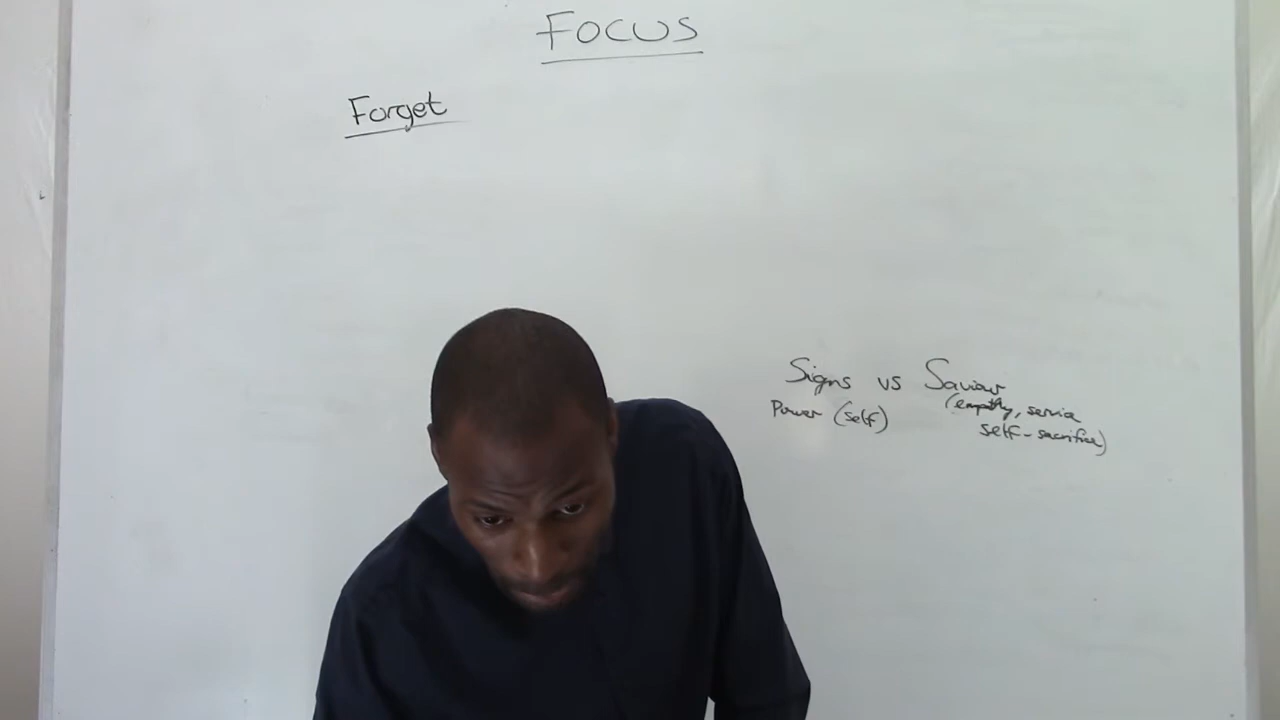 FOCUS
Forget
Signs vs Saviour
Power (self)
(empathy, service
self-sacrifice)